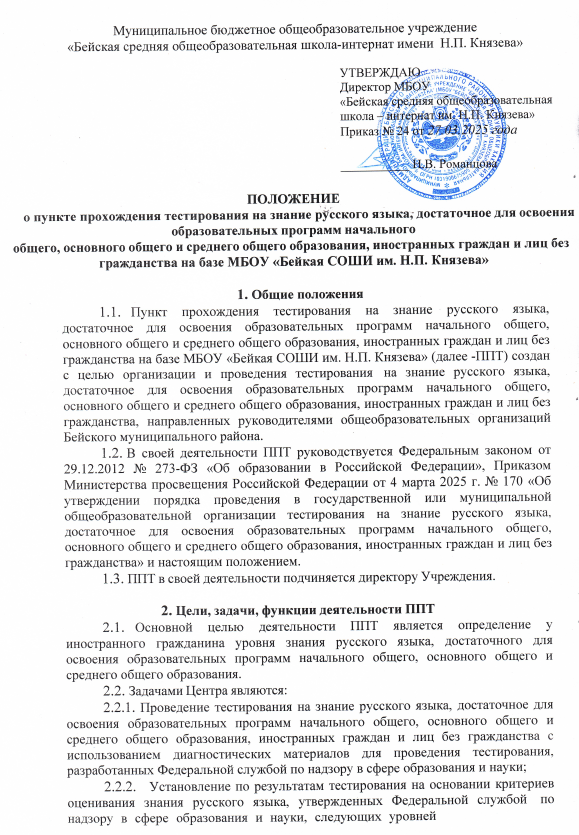 Муниципальное бюджетное общеобразовательное учреждение
«Бейская средняя общеобразовательная школа-интернат имени Н.П. Князева»
УТВЕРЖДАЮ
Директор МБОУ
«Бейская средняя общеобразовательная
школа – интернат им. Н.П. Князева»
Приказ № 24 от 27.03.2025 года
Н.В. Романцова
ПОЛОЖЕНИЕ
о пункте прохождения тестирования на знание русского языка, достаточное для освоения
образовательных программ начального
общего, основного общего и среднего общего образования, иностранных граждан и лиц без
гражданства на базе МБОУ «Бейкая СОШИ им. Н.П. Князева»
1. Общие положения
1.1. Пункт прохождения тестирования на знание русского языка,
достаточное для освоения образовательных программ начального общего,
основного общего и среднего общего образования, иностранных граждан и лиц без
гражданства на базе МБОУ «Бейкая СОШИ им. Н.П. Князева» (далее -ППТ) создан
с целью организации и проведения тестирования на знание русского языка,
достаточное для освоения образовательных программ начального общего,
основного общего и среднего общего образования, иностранных граждан и лиц без
гражданства, направленных руководителями общеобразовательных организаций
Бейского муниципального района.
1.2. В своей деятельности ППТ руководствуется Федеральным законом от
29.12.2012 № 273-ФЗ «Об образовании в Российской Федерации», Приказом
Министерства просвещения Российской Федерации от 4 марта 2025 г. № 170 «Об
утверждении порядка проведения в государственной или муниципальной
общеобразовательной организации тестирования на знание русского языка,
достаточное для освоения образовательных программ начального общего,
основного общего и среднего общего образования, иностранных граждан и лиц без
гражданства» и настоящим положением.
1.3. ППТ в своей деятельности подчиняется директору Учреждения.
2. Цели, задачи, функции деятельности ППТ
2.1. Основной целью деятельности ППТ является определение у
иностранного гражданина уровня знания русского языка, достаточного для
освоения образовательных программ начального общего, основного общего и
среднего общего образования.
2.2. Задачами Центра являются:
2.2.1. Проведение тестирования на знание русского языка, достаточное для
освоения образовательных программ начального общего, основного общего и
среднего общего образования, иностранных граждан и лиц без гражданства с
использованием диагностических материалов для проведения тестирования,
разработанных Федеральной службой по надзору в сфере образования и науки;
2.2.2. Установление по результатам тестирования на основании критериев
оценивания знания русского языка, утвержденных Федеральной службой по
надзору в сфере образования и науки, следующих уровней